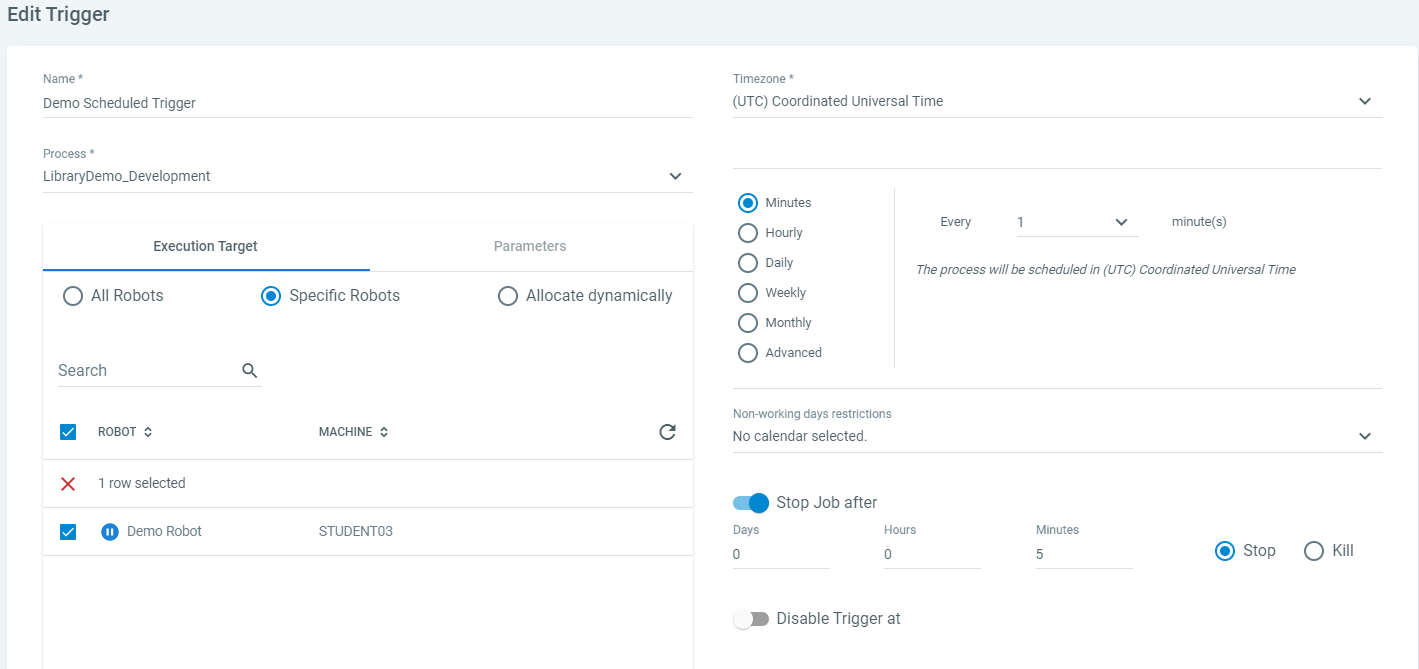 Edit Trigger
Name *
Demo Scheduled Trigger
Process *
LibraryDemo_Development
Execution Target
Parameters
All Robots
Specific Robots
Allocate dynamically
Search
ROBOT
MACHINE
1 row selected
Demo Robot
STUDENT03
Timezone *
(UTC) Coordinated Universal Time
Minutes
Hourly
Daily
Weekly
Monthly
Advanced
Every 1 minute(s)
The process will be scheduled in (UTC) Coordinated Universal Time
Non-working days restrictions
No calendar selected.
Stop Job after
Days
Hours
Minutes
0
0
5
Stop
Kill
Disable Trigger at